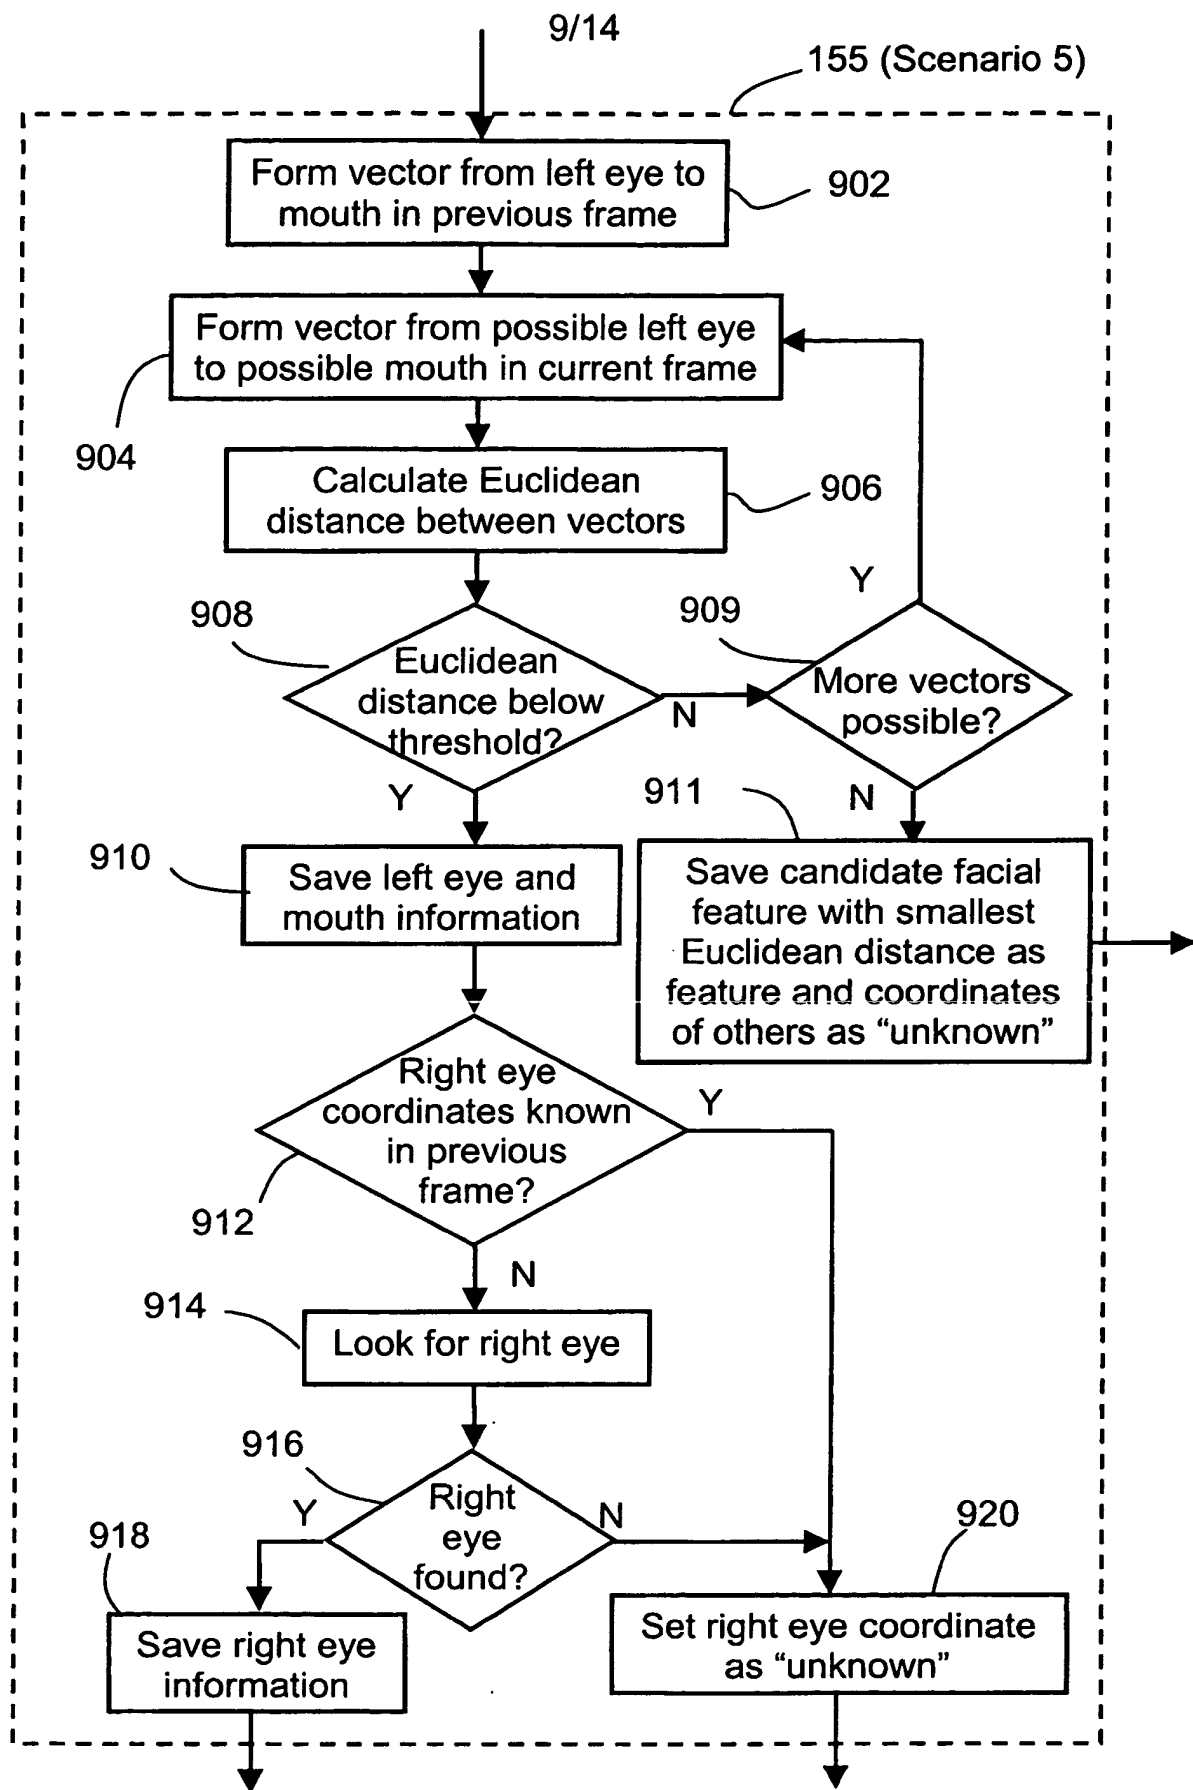 9/14
155 (Scenario 5)
Form vector from left eye to
mouth in previous frame
902
Form vector from possible left eye
to possible mouth in current frame
904
Calculate Euclidean
distance between vectors
906
908
Euclidean
distance below
threshold?
N
Y
909
More vectors
possible?
Y
N
911
Save candidate facial
feature with smallest
Euclidean distance as
feature and coordinates
of others as “unknown”
910
Save left eye and
mouth information
Right eye
coordinates known
in previous
frame?
Y
912
N
914
Look for right eye
916
Right
eye
found?
Y
N
918
Save right eye
information
920
Set right eye coordinate
as “unknown”